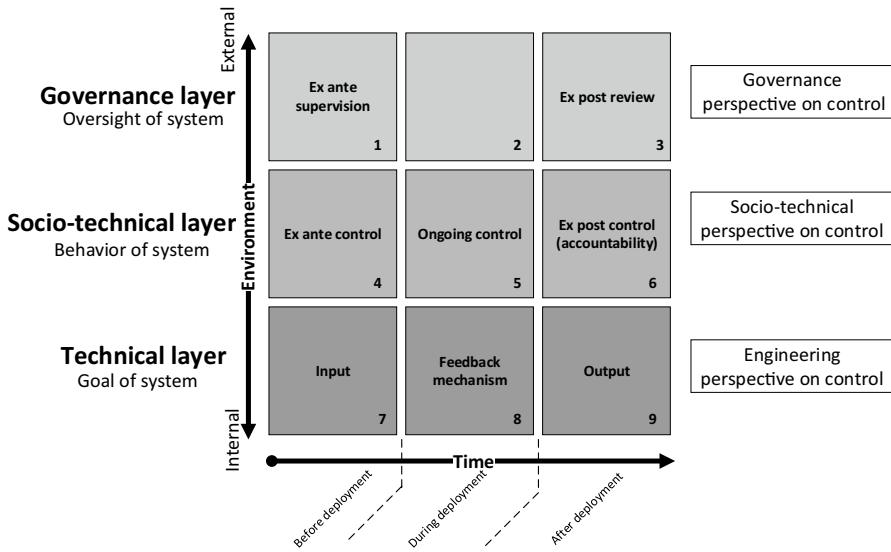 External
Governance layer
Oversight of system
Ex ante
supervision
1
2
Ex post review
3
Governance
perspective on control
Environment
Socio-technical layer
Behavior of system
Ex ante control
4
Ongoing control
5
Ex post control
(accountability)
6
Socio-technical
perspective on control
Technical layer
Goal of system
Input
7
Feedback
mechanism
8
Output
9
Engineering
perspective on control
Internal
Time
Before deployment
During deployment
After deployment